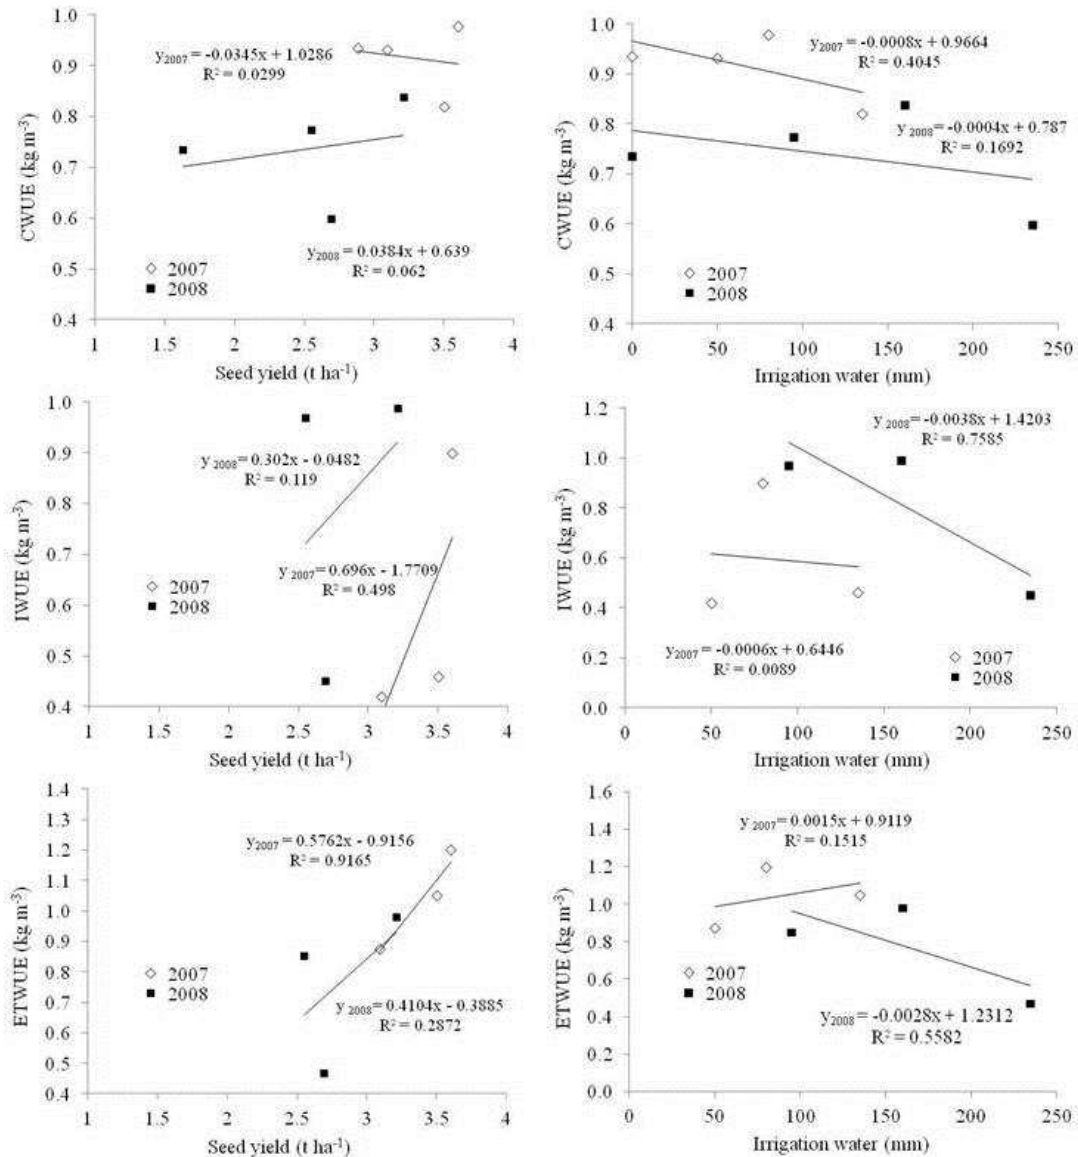 1.0
0.9
0.8
0.7
0.6
0.5
0.4
CWUE (kg m⁻³)
y₂₀₀₇ = -0.0345x + 1.0286
R² = 0.0299
y₂₀₀₈ = 0.0384x + 0.639
R² = 0.062
2007
2008
1 1.5 2 2.5 3 3.5 4
Seed yield (t ha⁻¹)
1.0
0.9
0.8
0.7
0.6
0.5
0.4
CWUE (kg m⁻³)
y₂₀₀₇ = -0.0008x + 0.9664
R² = 0.4045
y₂₀₀₈ = -0.0004x + 0.787
R² = 0.1692
2007
2008
0 50 100 150 200 250
Irrigation water (mm)
1.0
0.9
0.8
0.7
0.6
0.5
0.4
IWUE (kg m⁻³)
y ₂₀₀₈ = 0.302x - 0.0482
R² = 0.119
y ₂₀₀₇ = 0.696x - 1.7709
R² = 0.498
2007
2008
1 1.5 2 2.5 3 3.5 4
Seed yield (t ha⁻¹)
1.2
1.0
0.8
0.6
0.4
0.2
0.0
IWUE (kg m⁻³)
y ₂₀₀₈ = -0.0038x + 1.4203
R² = 0.7585
y₂₀₀₇ = -0.0006x + 0.6446
R² = 0.0089
2007
2008
0 50 100 150 200 250
Irrigation water (mm)
1.4
1.3
1.2
1.1
1.0
0.9
0.8
0.7
0.6
0.5
0.4
ETWUE (kg m⁻³)
y₂₀₀₇ = 0.5762x - 0.9156
R² = 0.9165
y₂₀₀₈ = 0.4104x - 0.3885
R² = 0.2872
2007
2008
1 1.5 2 2.5 3 3.5 4
Seed yield (t ha⁻¹)
1.6
1.4
1.2
1.0
0.8
0.6
0.4
0.2
0.0
ETWUE (kg m⁻³)
y ₂₀₀₇ = 0.0015x + 0.9119
R² = 0.1515
y₂₀₀₈ = -0.0028x + 1.2312
R² = 0.5582
2007
2008
0 50 100 150 200 250
Irrigation water (mm)